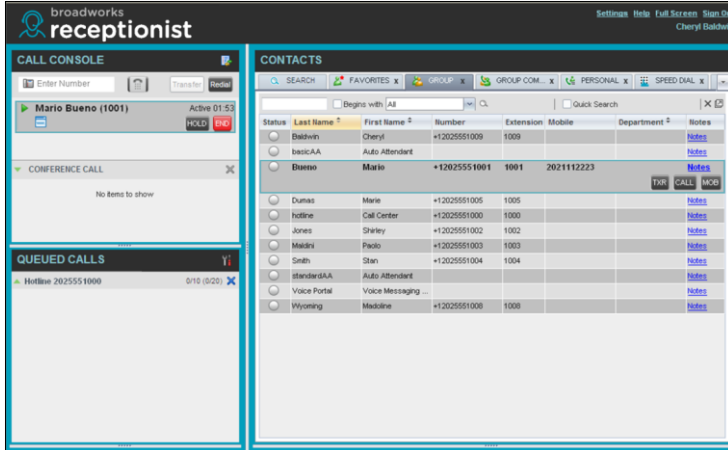 broadworks
receptionist
Settings Help Full Screen Sign
Cheryl
CALL CONSOLE
Enter Number Transfer Redial
Mario Bueno (1001) Active 01:53
HOLD END
CONFERENCE CALL
No items to show
QUEUED CALLS
Hotline 2025551000 0/10 (0/20)
CONTACTS
SEARCH FAVORITES x GROUP x GROUP COM... x PERSONAL x SPEED DIAL x
Begins with All Quick Search
Status Last Name First Name Number Extension Mobile Department Notes
Baldwin Cheryl +12025551009 1009 Notes
basicAA Auto Attendant Notes
Bueno Mario +12025551001 1001 2021112223 Notes
TXR CALL MOB
Dumas Marie +12025551005 1005 Notes
hotline Call Center +12025551000 1000 Notes
Jones Shirley +12025551002 1002 Notes
Maldini Paolo +12025551003 1003 Notes
Smith Stan +12025551004 1004 Notes
standardAA Auto Attendant Notes
Voice Portal Voice Messaging ... Notes
Wyoming Madoline +12025551008 1008 Notes